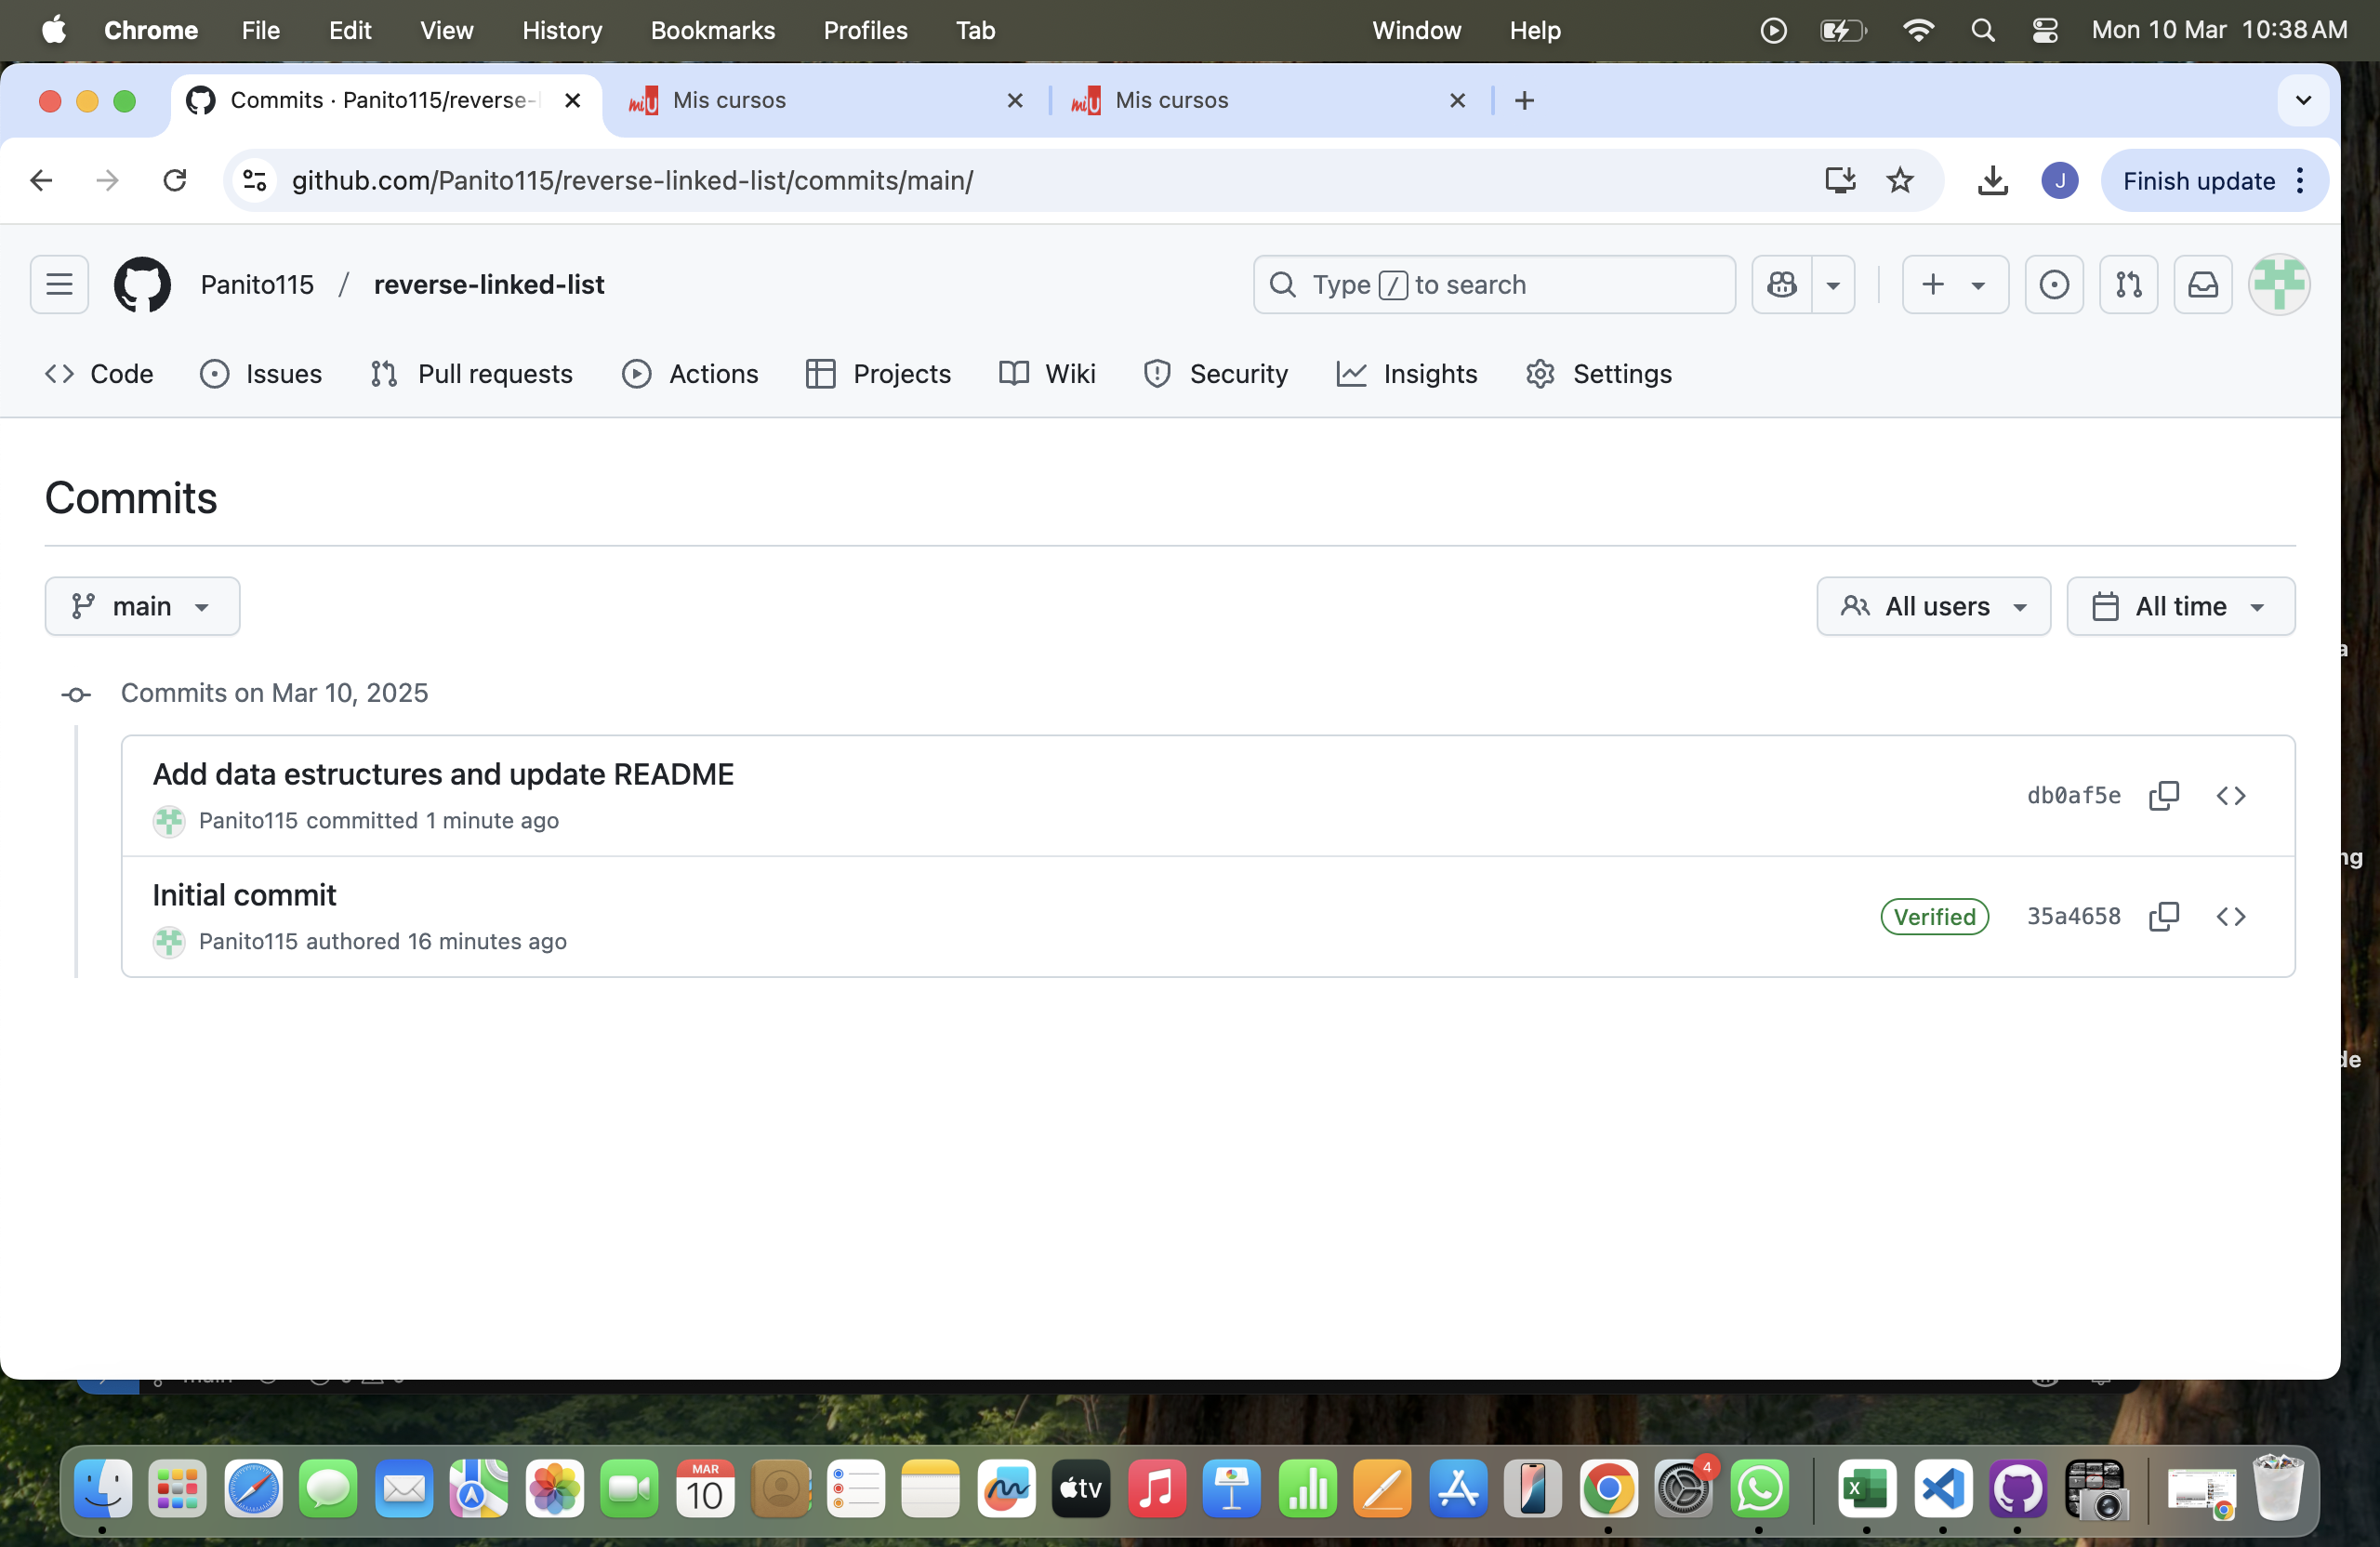 Chrome File Edit View History Bookmarks Profiles Tab Window Help Mon 10 Mar 10:38 AM
Commits · Panito115/reverse-
Mis cursos
Mis cursos
github.com/Panito115/reverse-linked-list/commits/main/
Finish update
J
Panito115 / reverse-linked-list
Type / to search
Code Issues Pull requests Actions Projects Wiki Security Insights Settings
Commits
main
All users
All time
Commits on Mar 10, 2025
Add data estructures and update README
Panito115 committed 1 minute ago
db0af5e
Initial commit
Panito115 authored 16 minutes ago
Verified
35a4658
MAR
10
tv
4